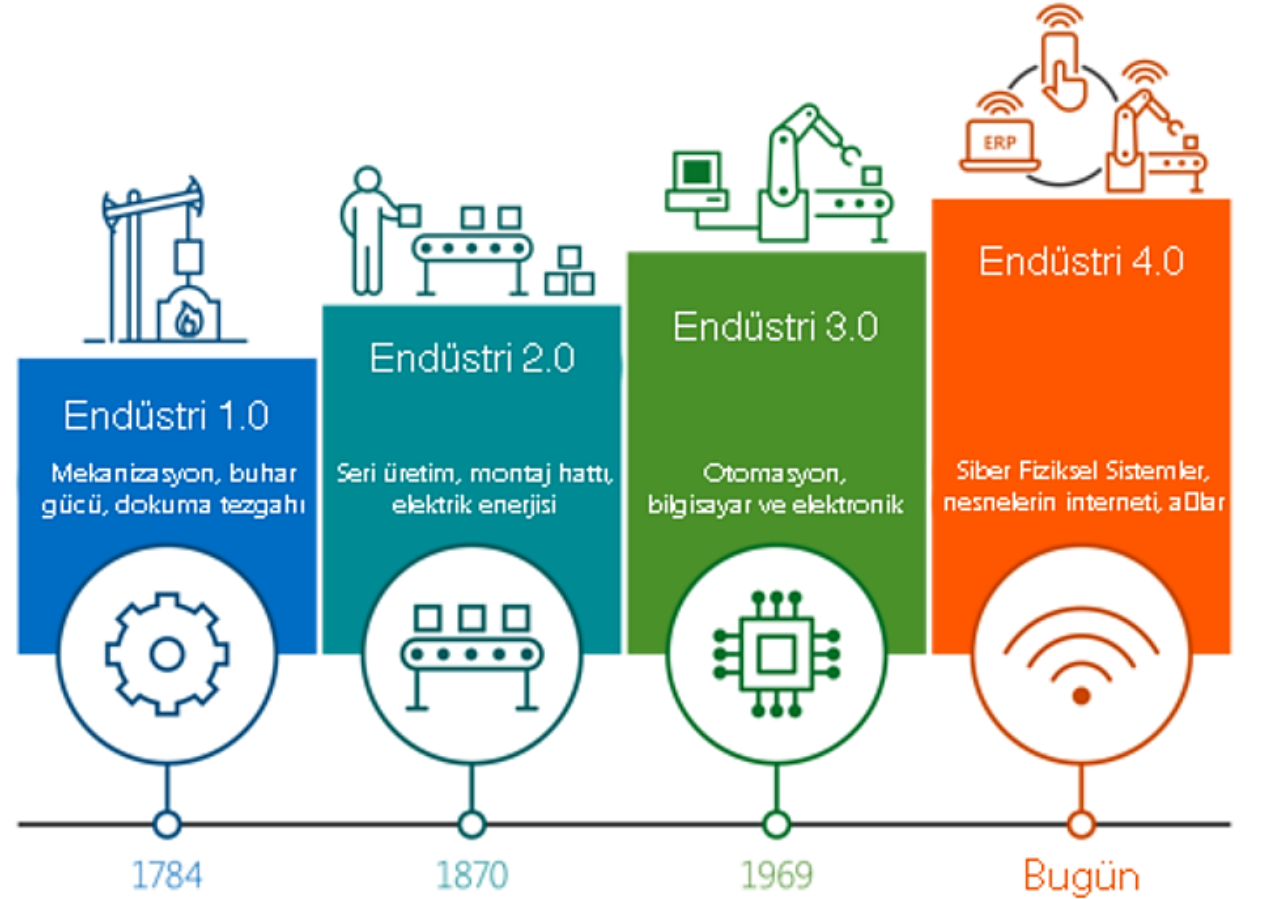 ERP
Endüstri 1.0
Mekanizasyon, buhar
gücü, dokuma tezgahı
Endüstri 2.0
Seri üretim, montaj hattı,
elektrik enerjisi
Endüstri 3.0
Otomasyon,
bilgisayar ve elektronik
Endüstri 4.0
Siber Fiziksel Sistemler,
nesnelerin interneti, a□lar
1784
1870
1969
Bugün